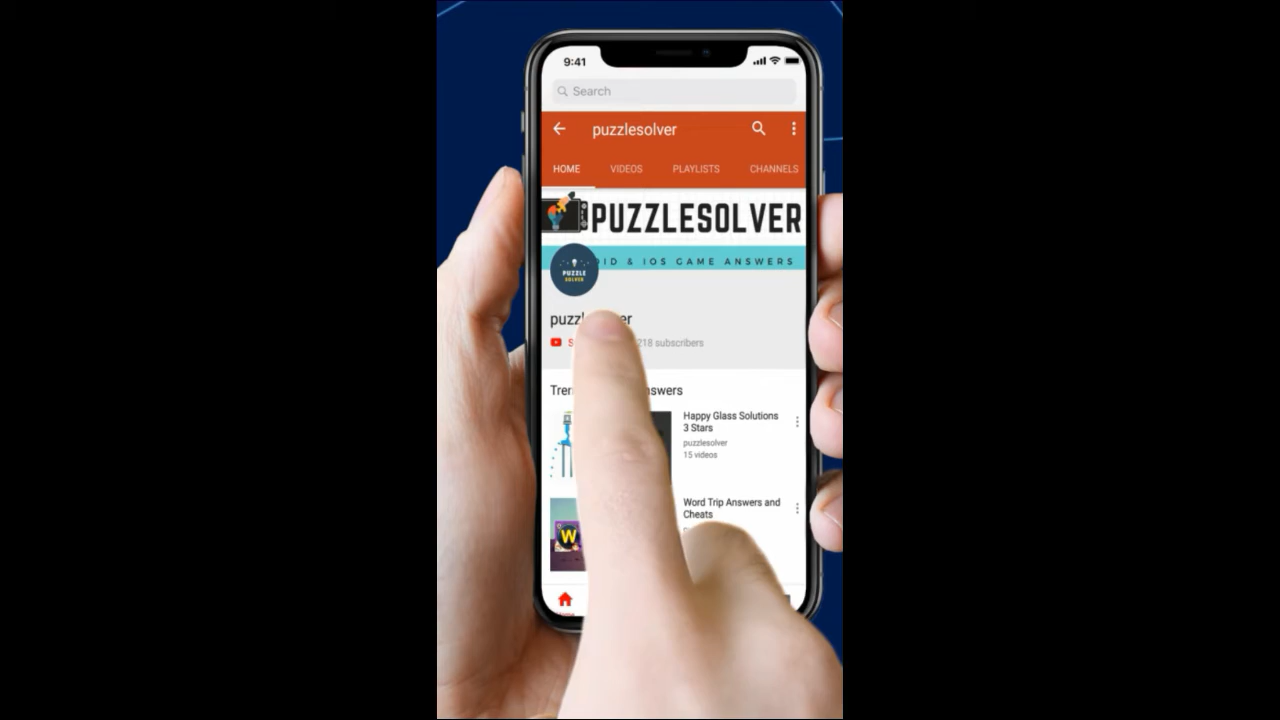 9:41
Search
puzzlesolver
HOME VIDEOS PLAYLISTS CHANNELS
PUZZLESOLVER
& IOS GAME ANSWERS
PUZZLE
SOLVER
218 subscribers
Happy Glass Solutions
3 Stars
puzzlesolver
15 videos
Word Trip Answers and
Cheats
W